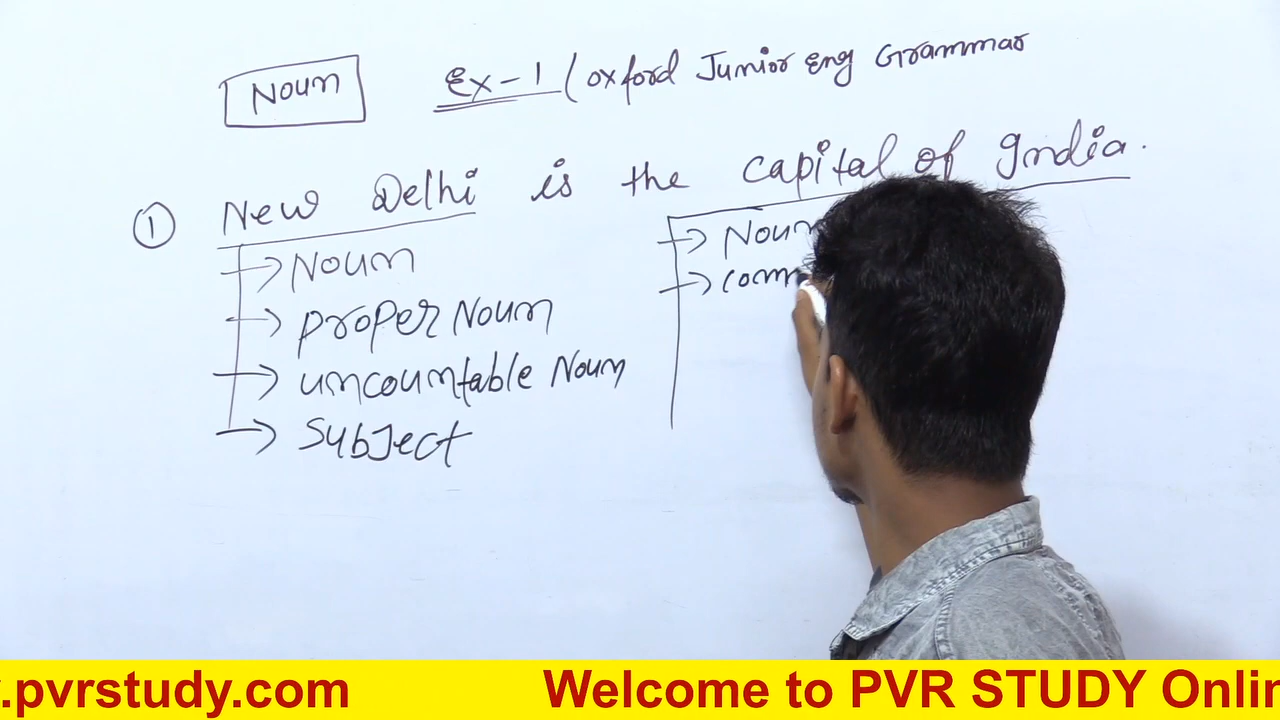 Noun Ex-1 (Oxford Junior Eng Grammar
① New Delhi is the capital of India.
→ Noun
→ Proper Noun
→ uncountable Noun
→ Subject
→ Noun
→ comm
.pvrstudy.com Welcome to PVR STUDY Onlin